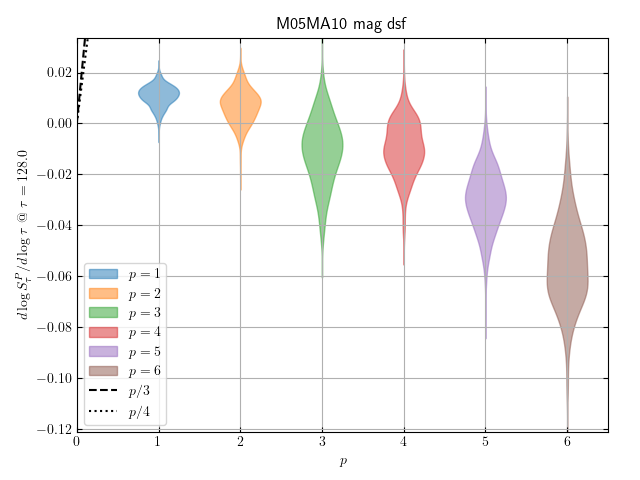 M05MA10 mag dsf
d log S_τ^P / d log τ @ τ = 128.0
0.02
0.00
−0.02
−0.04
−0.06
−0.08
−0.10
−0.12
p = 1
p = 2
p = 3
p = 4
p = 5
p = 6
p/3
p/4
0 1 2 3 4 5 6
p